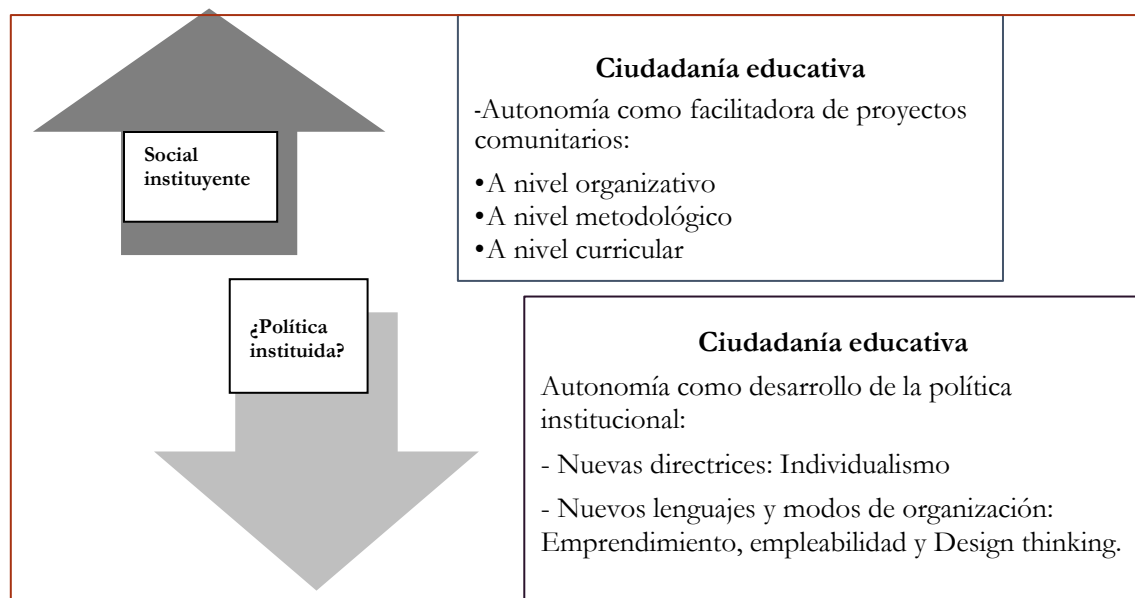 Social
instituyente
Ciudadanía educativa
-Autonomía como facilitadora de proyectos
comunitarios:
•A nivel organizativo
•A nivel metodológico
•A nivel curricular
¿Política
instituida?
Ciudadanía educativa
Autonomía como desarrollo de la política
institucional:
- Nuevas directrices: Individualismo
- Nuevos lenguajes y modos de organización:
Emprendimiento, empleabilidad y Design thinking.